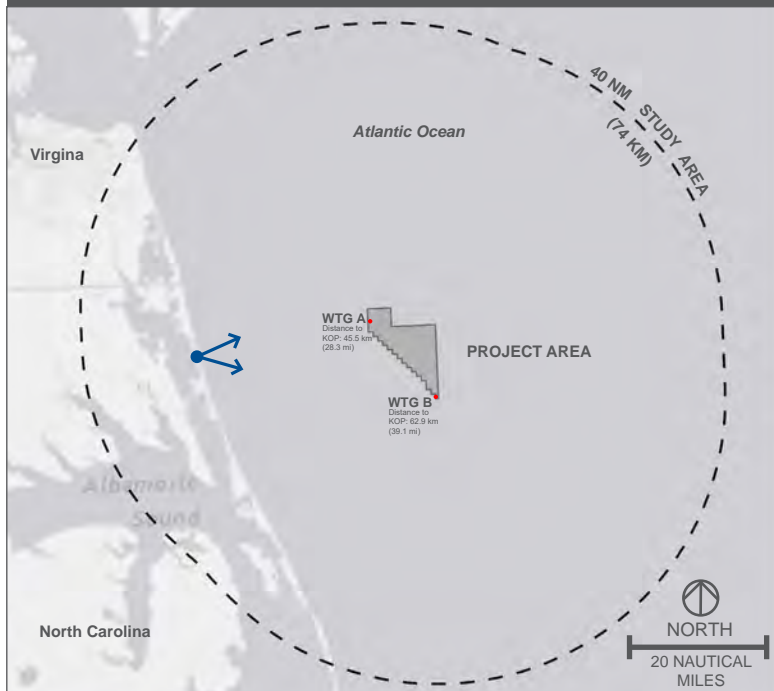 40 NM STUDY AREA
(74 KM)
Atlantic Ocean
Virgina
WTG A
Distance to
KOP: 45.5 km
(28.3 mi)
PROJECT AREA
WTG B
Distance to
KOP: 62.9 km
(39.1 mi)
Albemarle
Sound
North Carolina
NORTH
20 NAUTICAL
MILES